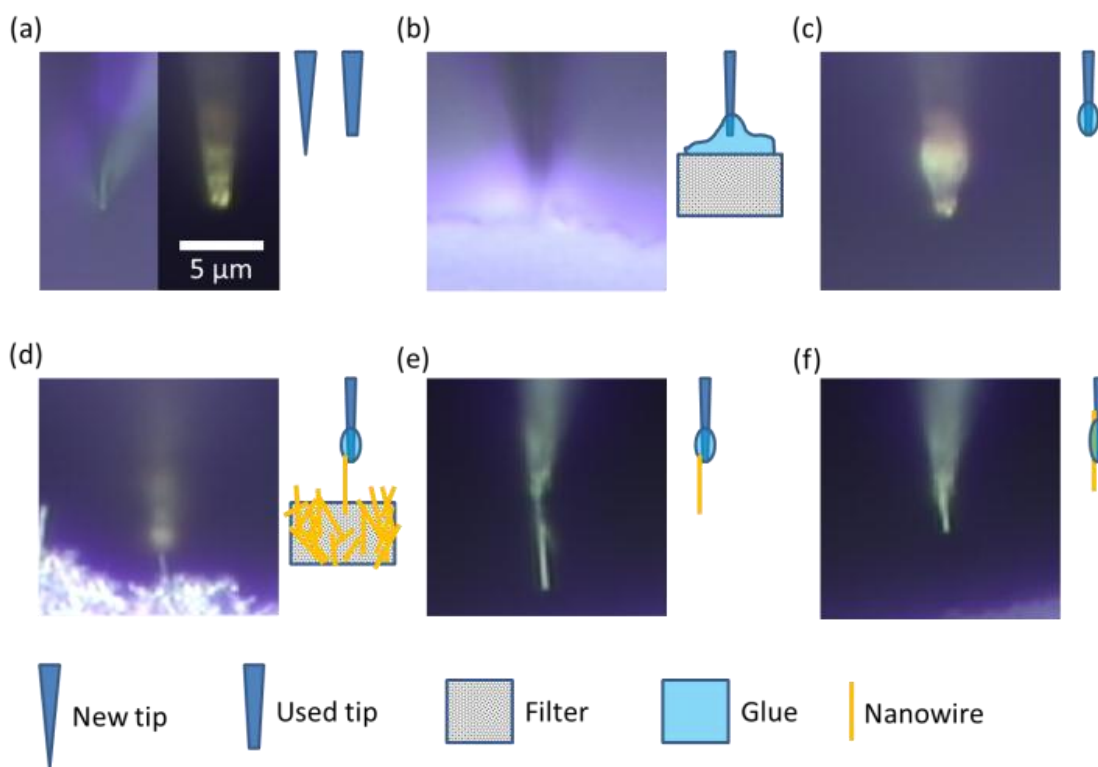 (a)
(b)
(c)
5 μm
(d)
(e)
(f)
New tip
Used tip
Filter
Glue
Nanowire